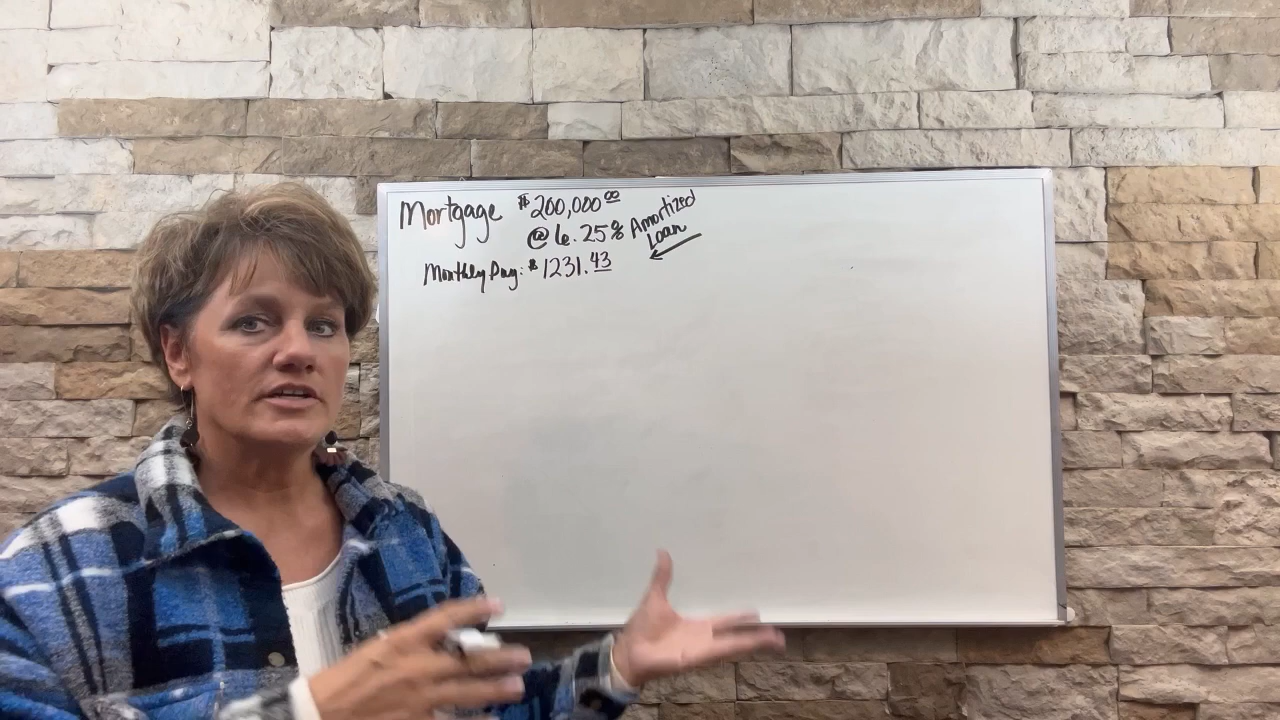 Mortgage $200,000.00
@ 6.25% Amortized
Loan
Monthly Pay: $1231.43